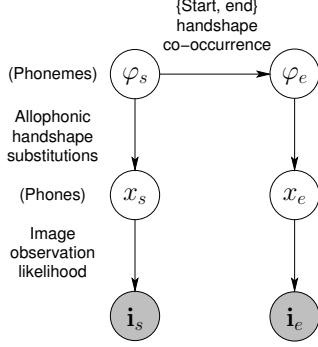 {Start, end}
handshape
co−occurrence
(Phonemes) φs φe
Allophonic
handshape
substitutions
(Phones) xs xe
Image
observation
likelihood
is ie